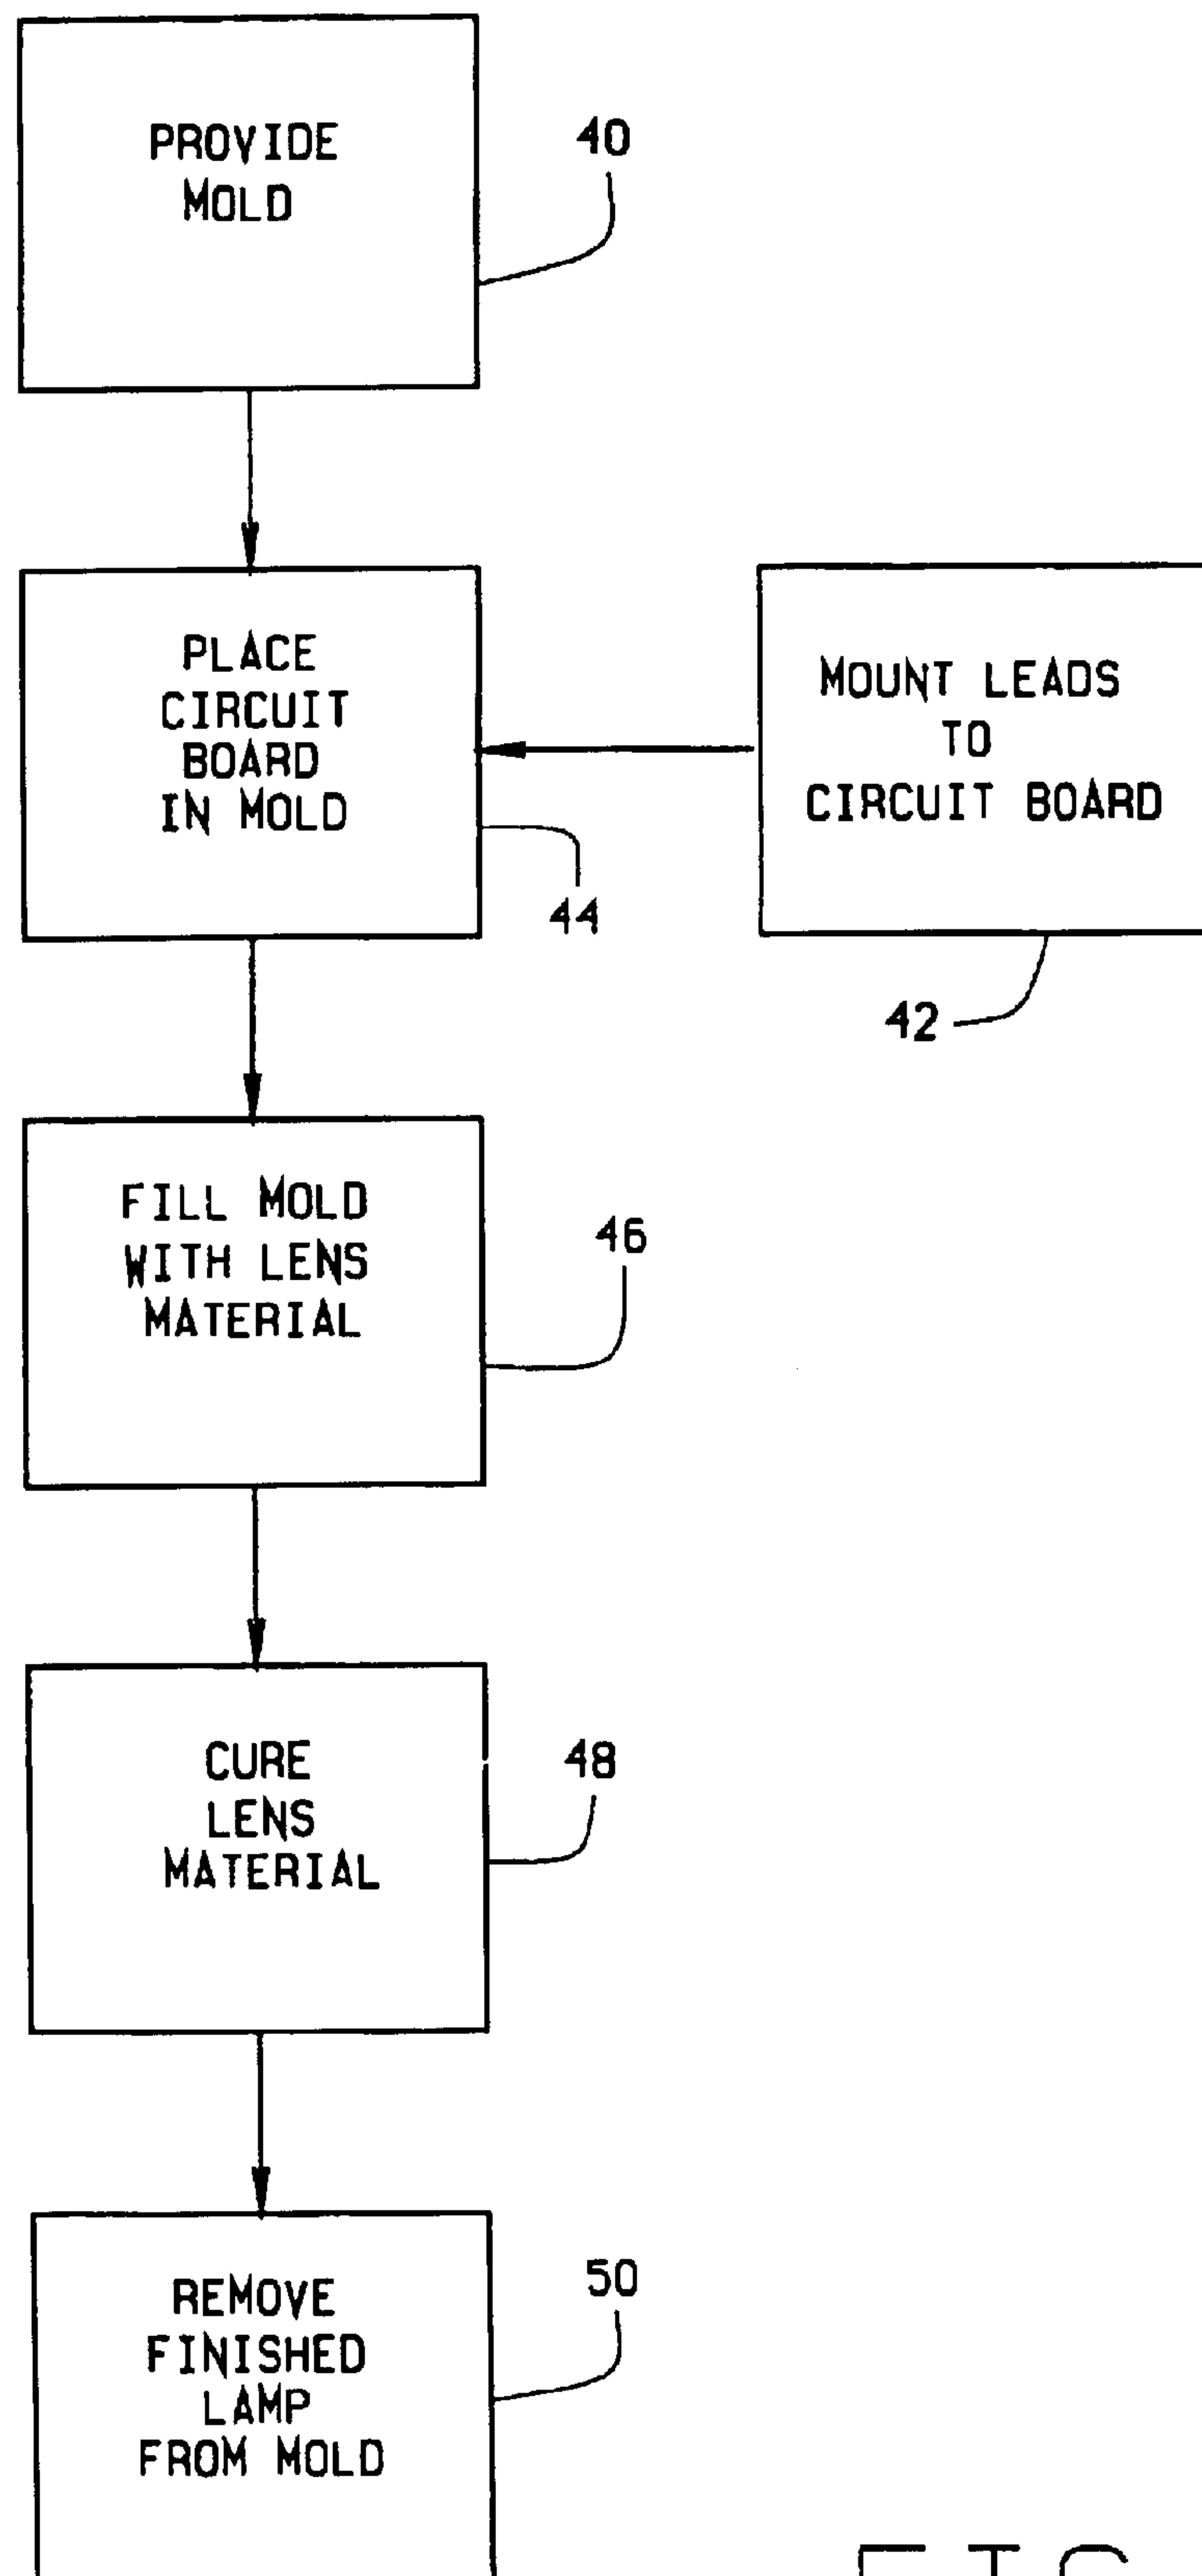 PROVIDE
MOLD
40
PLACE
CIRCUIT
BOARD
IN MOLD
44
MOUNT LEADS
TO
CIRCUIT BOARD
42
FILL MOLD
WITH LENS
MATERIAL
46
CURE
LENS
MATERIAL
48
REMOVE
FINISHED
LAMP
FROM MOLD
50